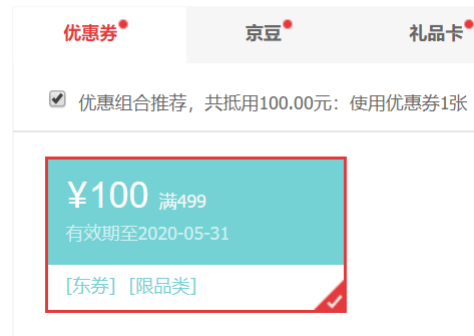 优惠券 京豆 礼品卡
优惠组合推荐，共抵用100.00元：使用优惠券1张
¥100 满499
有效期至2020-05-31
[东券] [限品类]